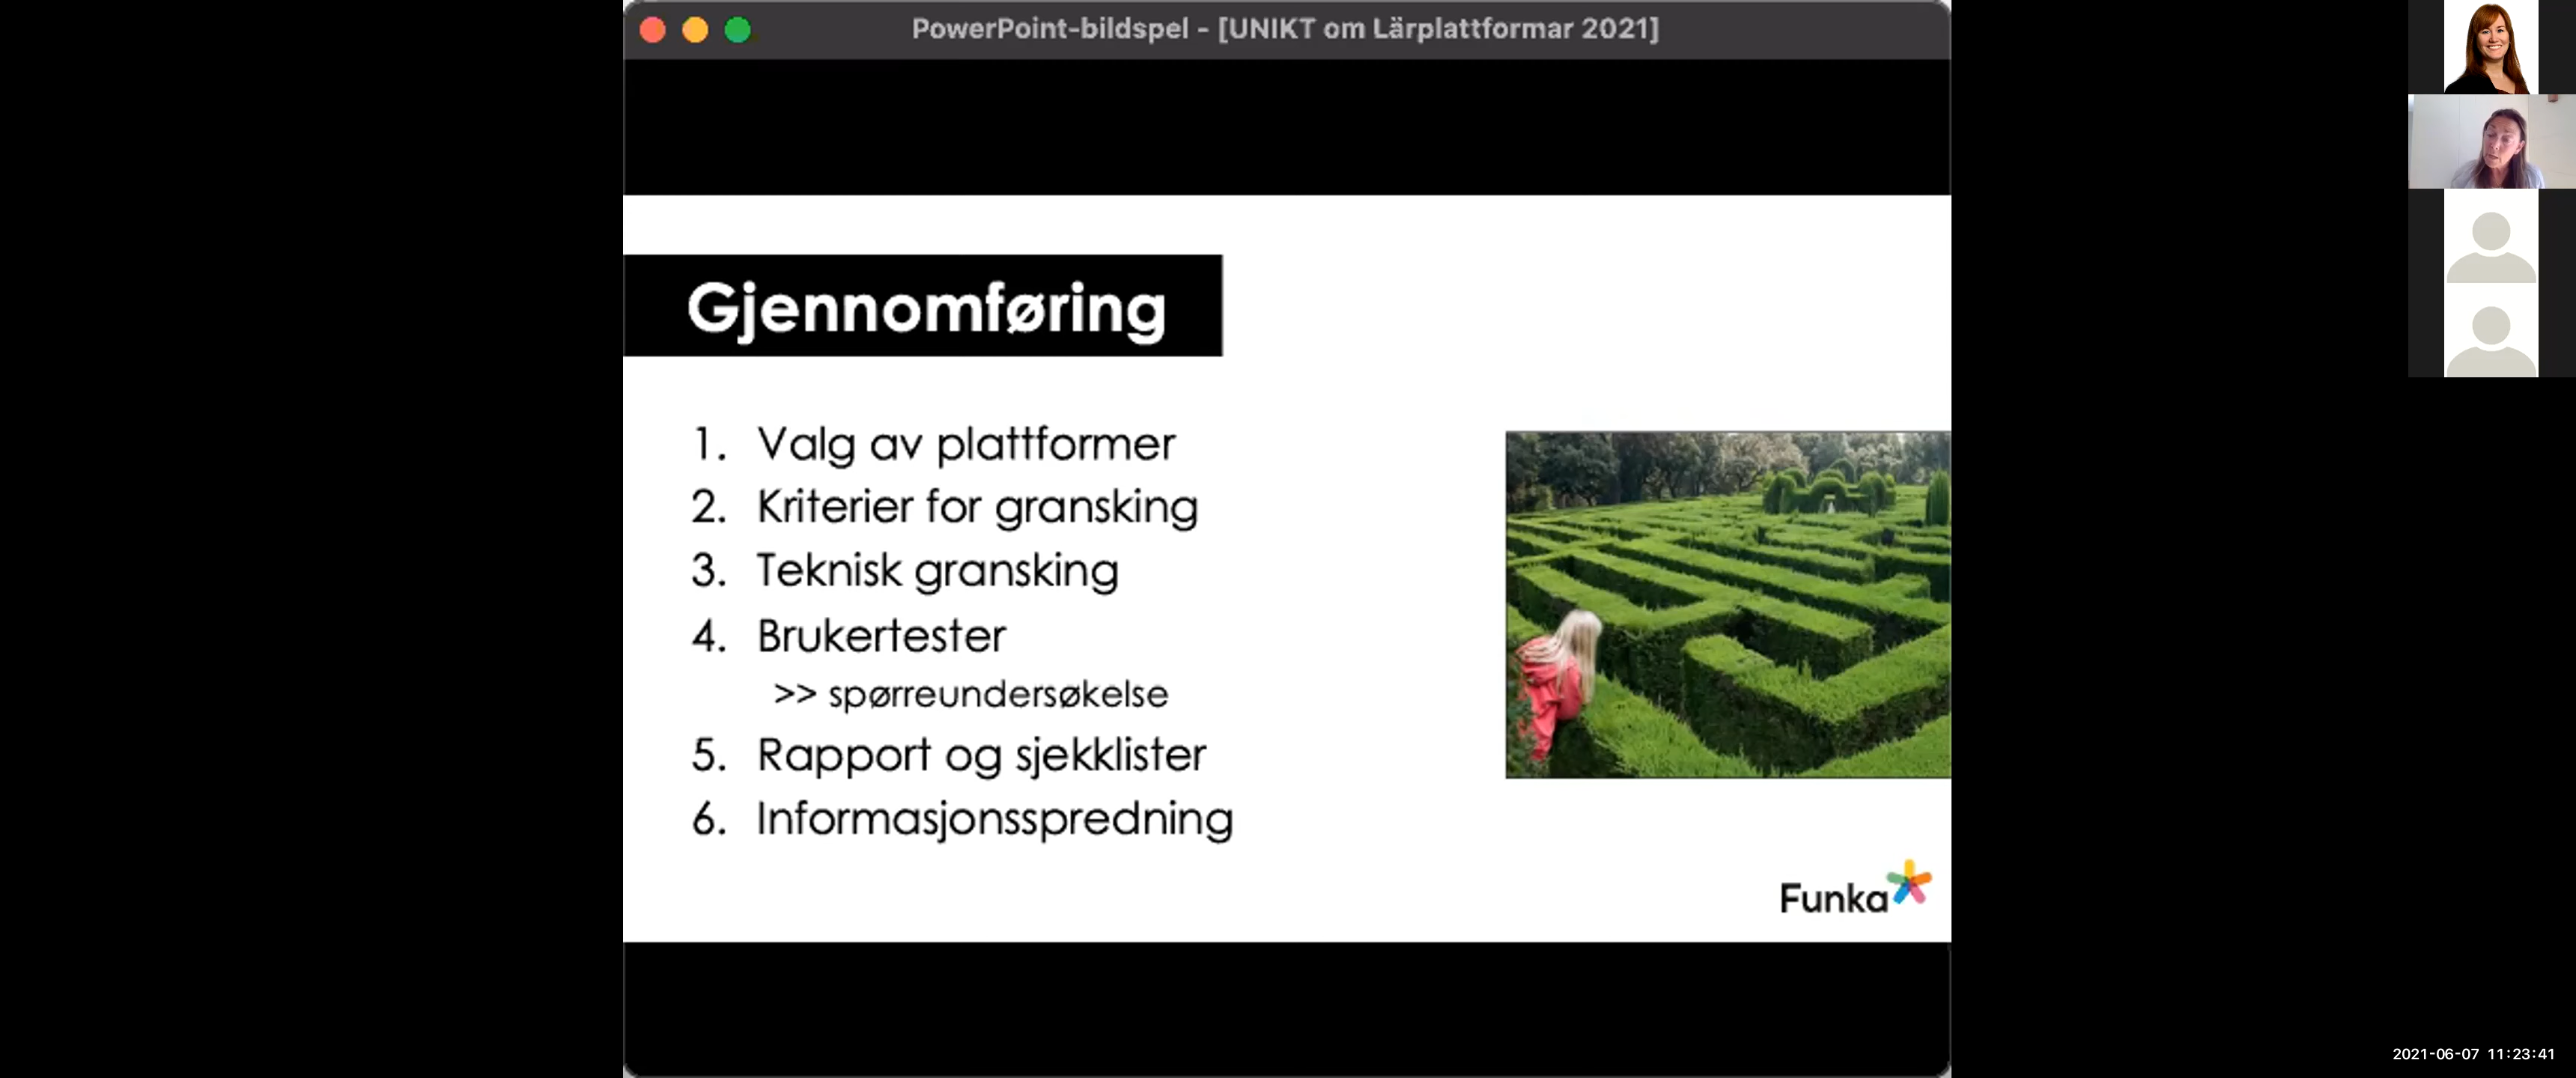 PowerPoint-bildspel - [UNIKT om Lärplattformar 2021]
Gjennomføring
1. Valg av plattformer
2. Kriterier for gransking
3. Teknisk gransking
4. Brukertester
>> spørreundersøkelse
5. Rapport og sjekklister
6. Informasjonsspredning
Funka
2021-06-07 11:23:41